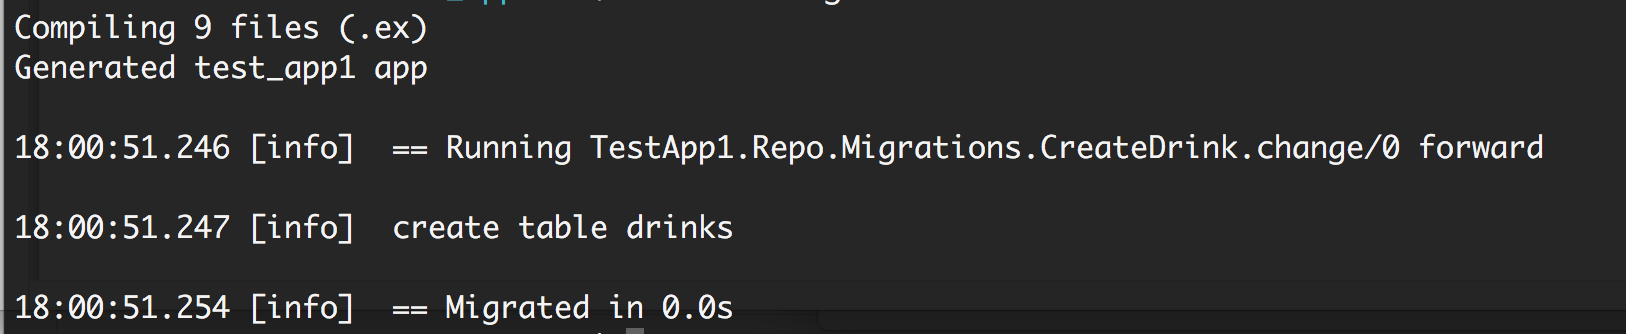 Compiling 9 files (.ex)
Generated test_app1 app
18:00:51.246 [info]  == Running TestApp1.Repo.Migrations.CreateDrink.change/0 forward
18:00:51.247 [info]  create table drinks
18:00:51.254 [info]  == Migrated in 0.0s